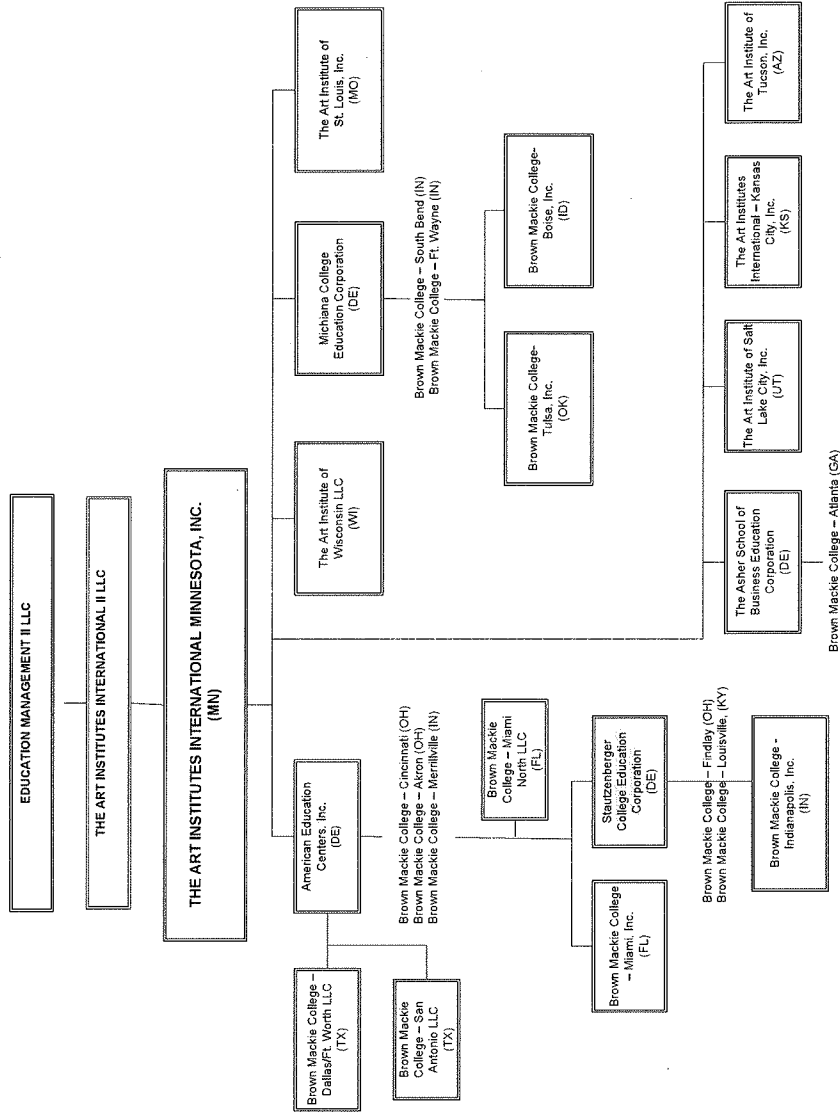 EDUCATION MANAGEMENT II LLC
THE ART INSTITUTES INTERNATIONAL II LLC
THE ART INSTITUTES INTERNATIONAL MINNESOTA, INC.
(MN)
American Education
Centers, Inc.
(DE)
The Art Institute of
Wisconsin LLC
(WI)
Michiana College
Education Corporation
(DE)
The Art Institute of
St. Louis, Inc.
(MO)
Brown Mackie College –
Dallas/Ft. Worth LLC
(TX)
Brown Mackie
College – San
Antonio LLC
(TX)
Brown Mackie College – Cincinnati (OH)
Brown Mackie College – Akron (OH)
Brown Mackie College – Merrillville (IN)
Brown Mackie College – South Bend (IN)
Brown Mackie College – Ft. Wayne (IN)
Brown Mackie
College – Miami
North LLC
(FL)
Brown Mackie College-
Tulsa, Inc.
(OK)
Brown Mackie College-
Boise, Inc.
(ID)
Brown Mackie College
– Miami, Inc.
(FL)
Stautzenberger
College Education
Corporation
(DE)
Brown Mackie College – Findlay (OH)
Brown Mackie College – Louisville, (KY)
Brown Mackie College -
Indianapolis, Inc.
(IN)
The Asher School of
Business Education
Corporation
(DE)
The Art Institute of Salt
Lake City, Inc.
(UT)
The Art Institutes
International – Kansas
City, Inc.
(KS)
The Art Institute of
Tucson, Inc.
(AZ)
Brown Mackie College – Atlanta (GA)